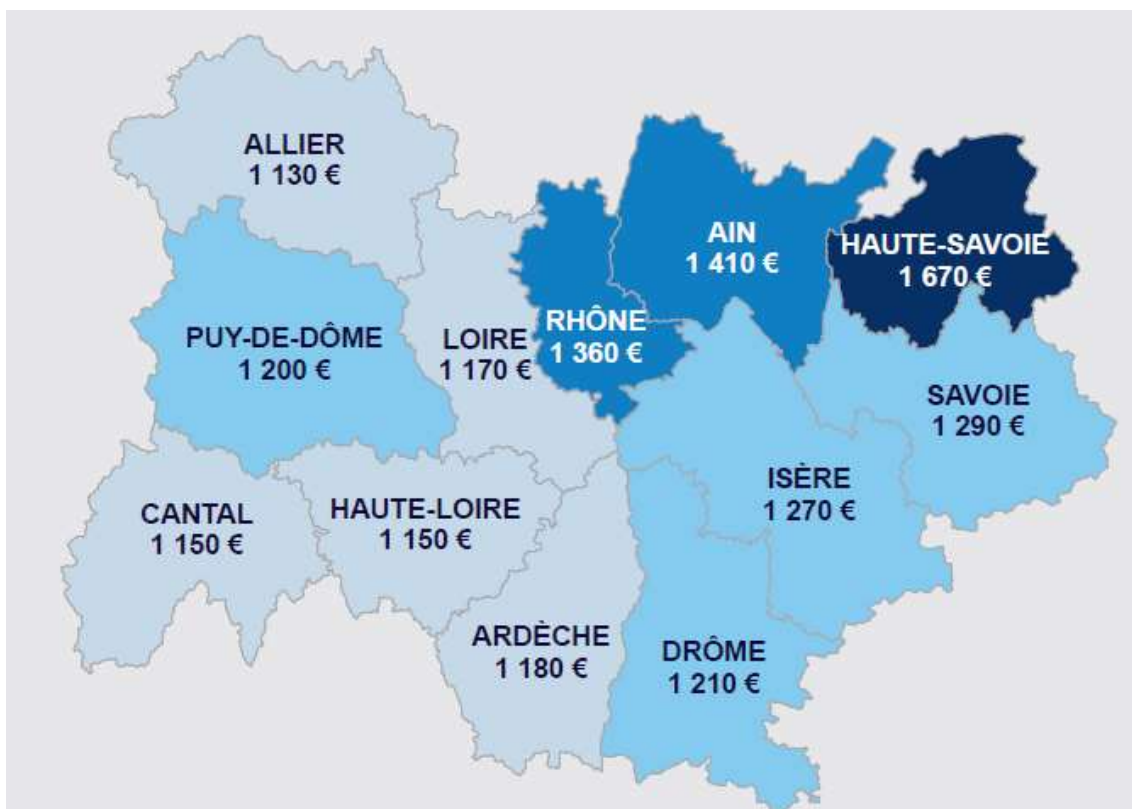 ALLIER
1 130 €
AIN
1 410 €
HAUTE-SAVOIE
1 670 €
PUY-DE-DÔME
1 200 €
LOIRE
1 170 €
RHÔNE
1 360 €
SAVOIE
1 290 €
ISÈRE
1 270 €
CANTAL
1 150 €
HAUTE-LOIRE
1 150 €
ARDÈCHE
1 180 €
DRÔME
1 210 €